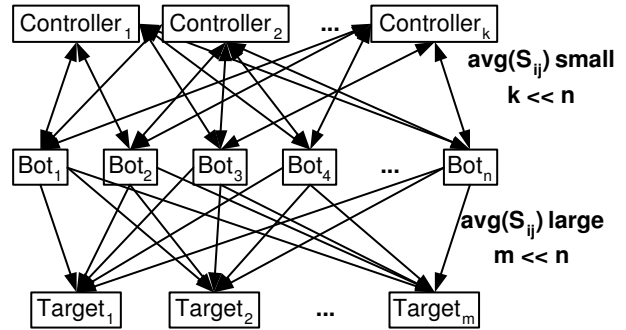 Controller₁ Controller₂ ... Controllerₖ
avg(Sᵢⱼ) small
k << n
Bot₁ Bot₂ Bot₃ Bot₄ ... Botₙ
avg(Sᵢⱼ) large
m << n
Target₁ Target₂ ... Targetₘ